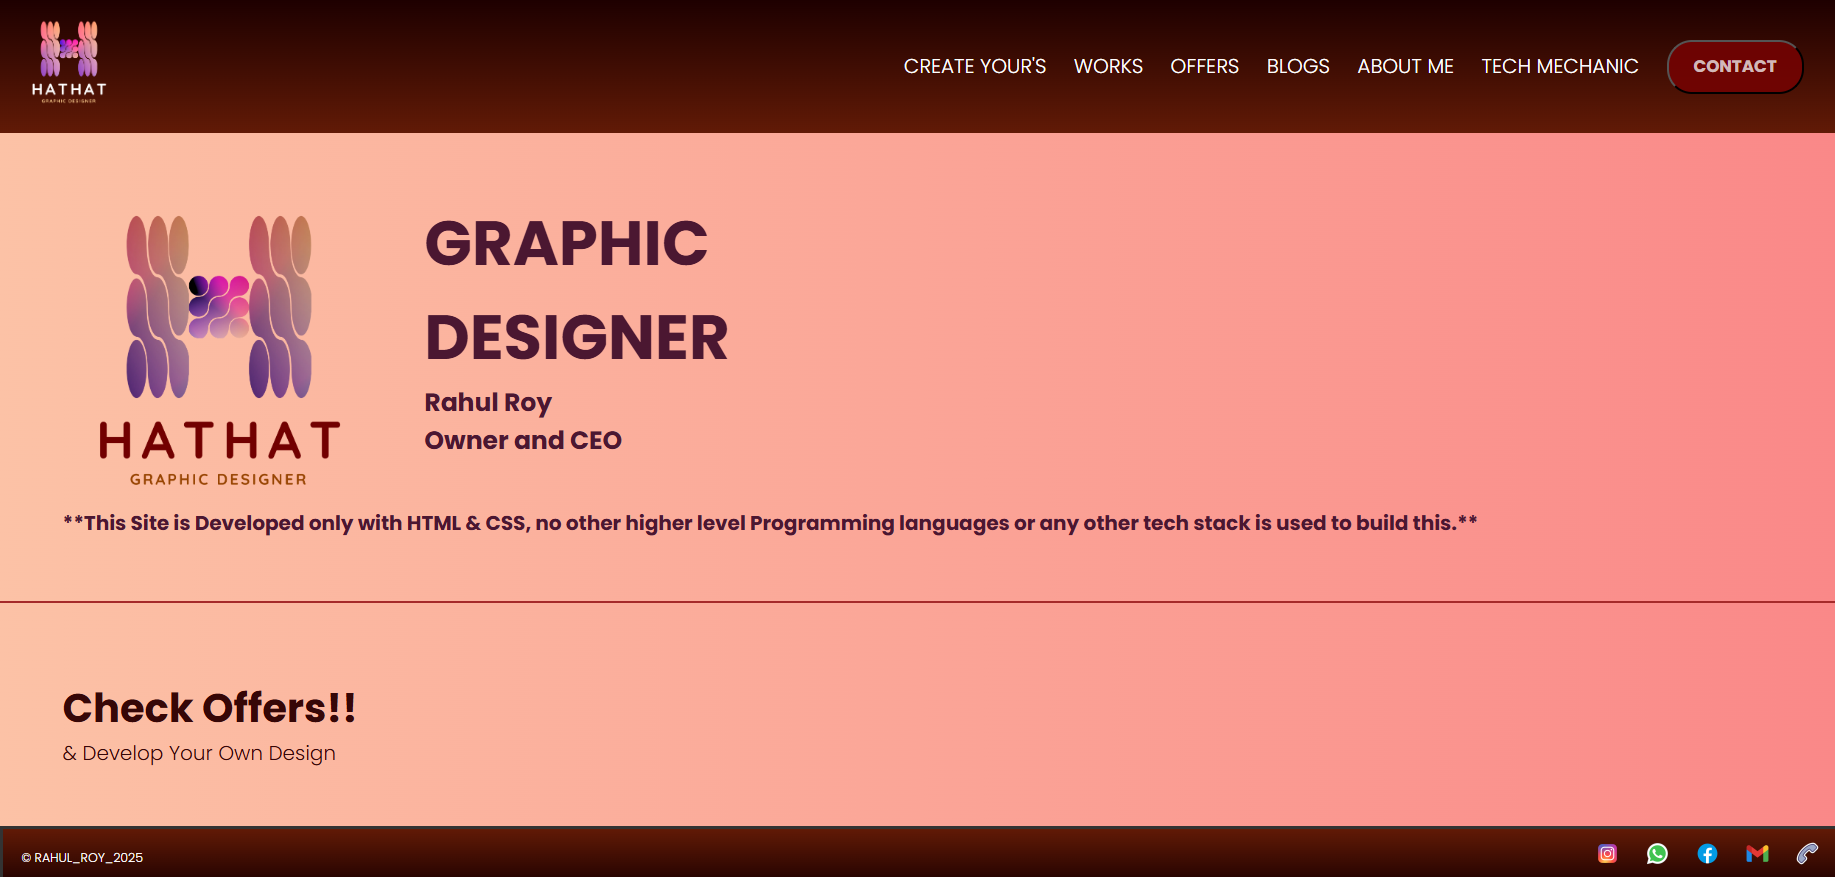 HATHAT
GRAPHIC DESIGNER
CREATE YOUR'S WORKS OFFERS BLOGS ABOUT ME TECH MECHANIC CONTACT
HATHAT
GRAPHIC DESIGNER
GRAPHIC
DESIGNER
Rahul Roy
Owner and CEO
**This Site is Developed only with HTML & CSS, no other higher level Programming languages or any other tech stack is used to build this.**
Check Offers!!
& Develop Your Own Design
© RAHUL_ROY_2025